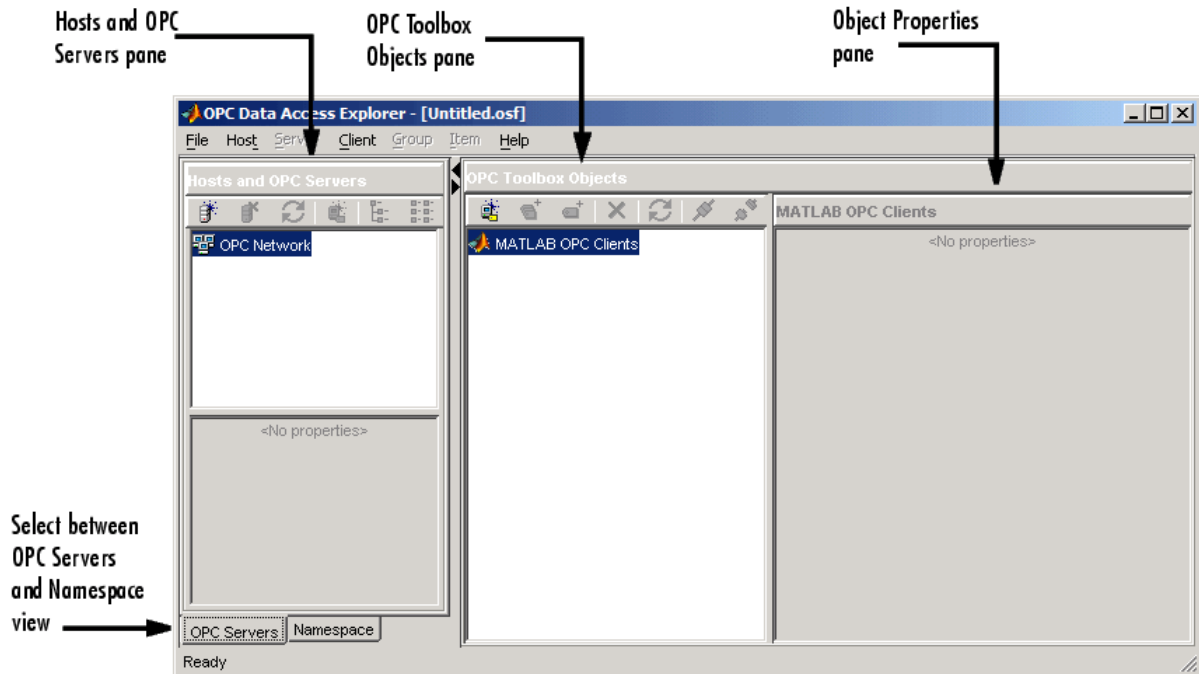 Hosts and OPC
Servers pane
OPC Toolbox
Objects pane
Object Properties
pane
OPC Data Access Explorer - [Untitled.osf]
File Host Server Client Group Item Help
Hosts and OPC Servers
OPC Toolbox Objects
MATLAB OPC Clients
OPC Network
MATLAB OPC Clients
<No properties>
<No properties>
Select between
OPC Servers
and Namespace
view
OPC Servers Namespace
Ready